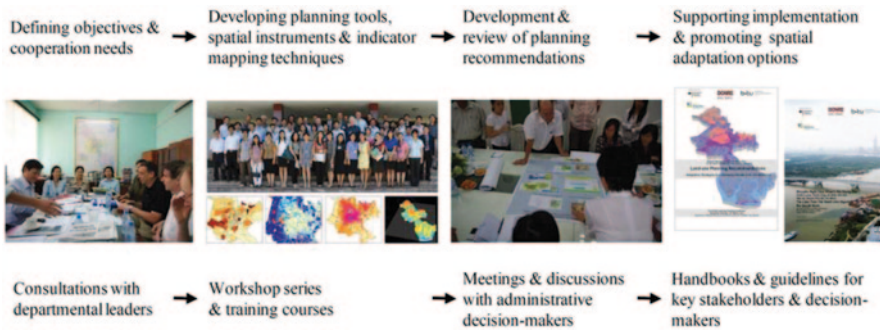 Defining objectives &
cooperation needs
Developing planning tools,
spatial instruments & indicator
mapping techniques
Development &
review of planning
recommendations
Supporting implementation
& promoting spatial
adaptation options
Consultations with
departmental leaders
Workshop series
& training courses
Meetings & discussions
with administrative
decision-makers
Handbooks & guidelines for
key stakeholders & decision-
makers